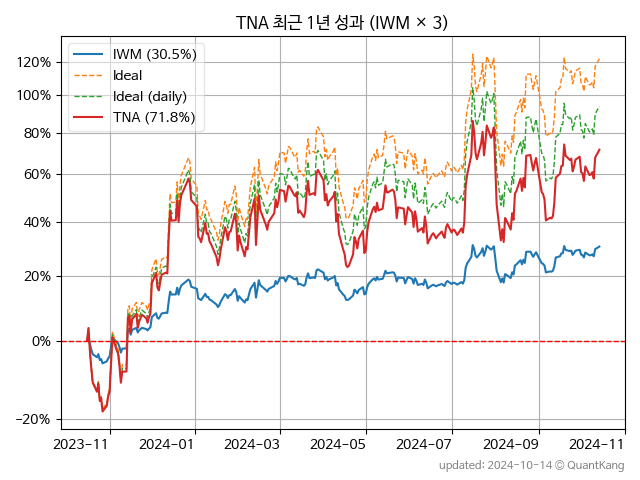 TNA 최근 1년 성과 (IWM × 3)
IWM (30.5%)
Ideal
Ideal (daily)
TNA (71.8%)
120%
100%
80%
60%
40%
20%
0%
−20%
2023-11
2024-01
2024-03
2024-05
2024-07
2024-09
2024-11
updated: 2024-10-14 © QuantKang